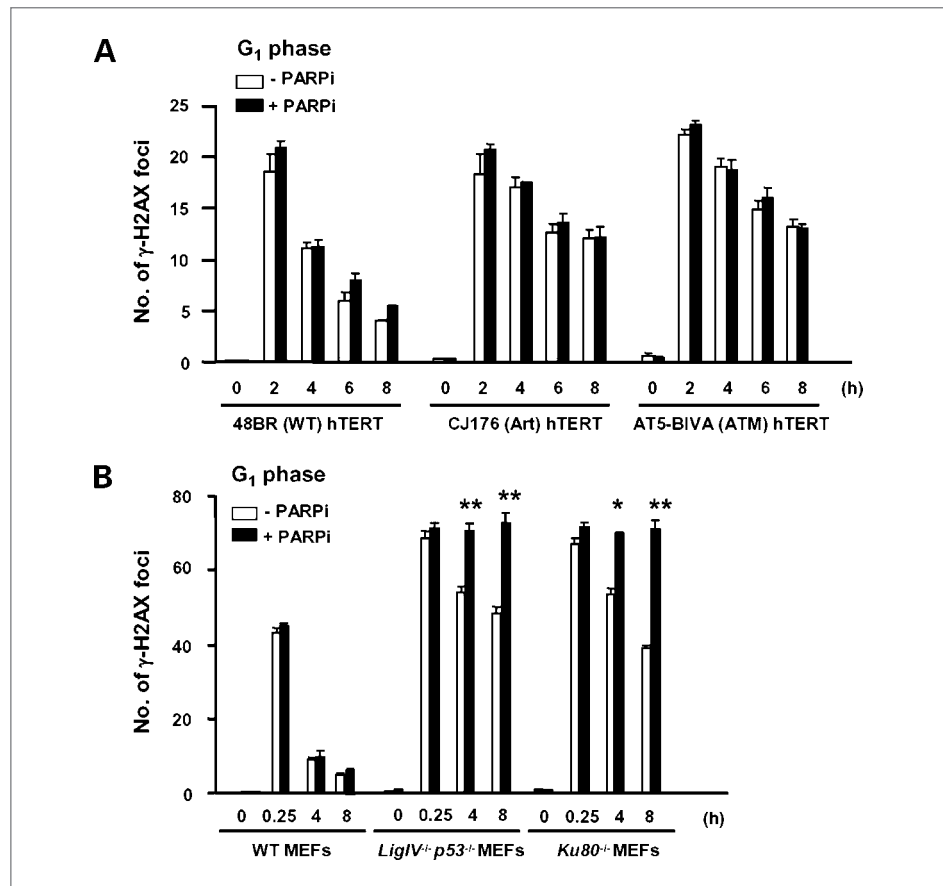 A
G₁ phase
- PARPi
+ PARPi
No. of γ-H2AX foci
25
20
15
10
5
0
0 2 4 6 8 0 2 4 6 8 0 2 4 6 8 (h)
48BR (WT) hTERT CJ176 (Art) hTERT AT5-BIVA (ATM) hTERT
B
G₁ phase
- PARPi
+ PARPi
No. of γ-H2AX foci
80
60
40
20
0
** ** * **
0 0.25 4 8 0 0.25 4 8 0 0.25 4 8 (h)
WT MEFs LigIV-/- p53-/- MEFs Ku80-/- MEFs